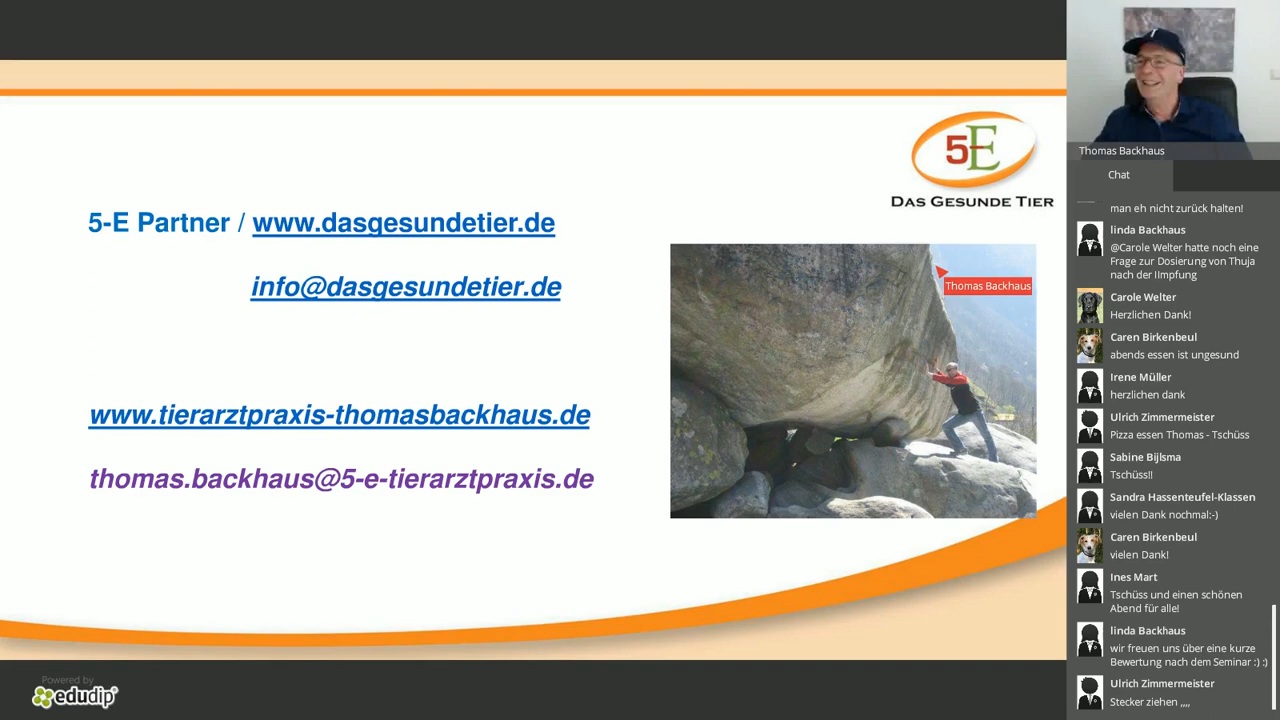 5E
DAS GESUNDE TIER
5-E Partner / www.dasgesundetier.de
info@dasgesundetier.de
www.tierarztpraxis-thomasbackhaus.de
thomas.backhaus@5-e-tierarztpraxis.de
Thomas Backhaus
Powered by
edudip
Thomas Backhaus
Chat
man eh nicht zurück halten!
linda Backhaus
@Carole Welter hatte noch eine
Frage zur Dosierung von Thuja
nach der IImpfung
Carole Welter
Herzlichen Dank!
Caren Birkenbeul
abends essen ist ungesund
Irene Müller
herzlichen dank
Ulrich Zimmermeister
Pizza essen Thomas - Tschüss
Sabine Bijlsma
Tschüss!!
Sandra Hassenteufel-Klassen
vielen Dank nochmal:-)
Caren Birkenbeul
vielen Dank!
Ines Mart
Tschüss und einen schönen
Abend für alle!
linda Backhaus
wir freuen uns über eine kurze
Bewertung nach dem Seminar :) :)
Ulrich Zimmermeister
Stecker ziehen ,,,,